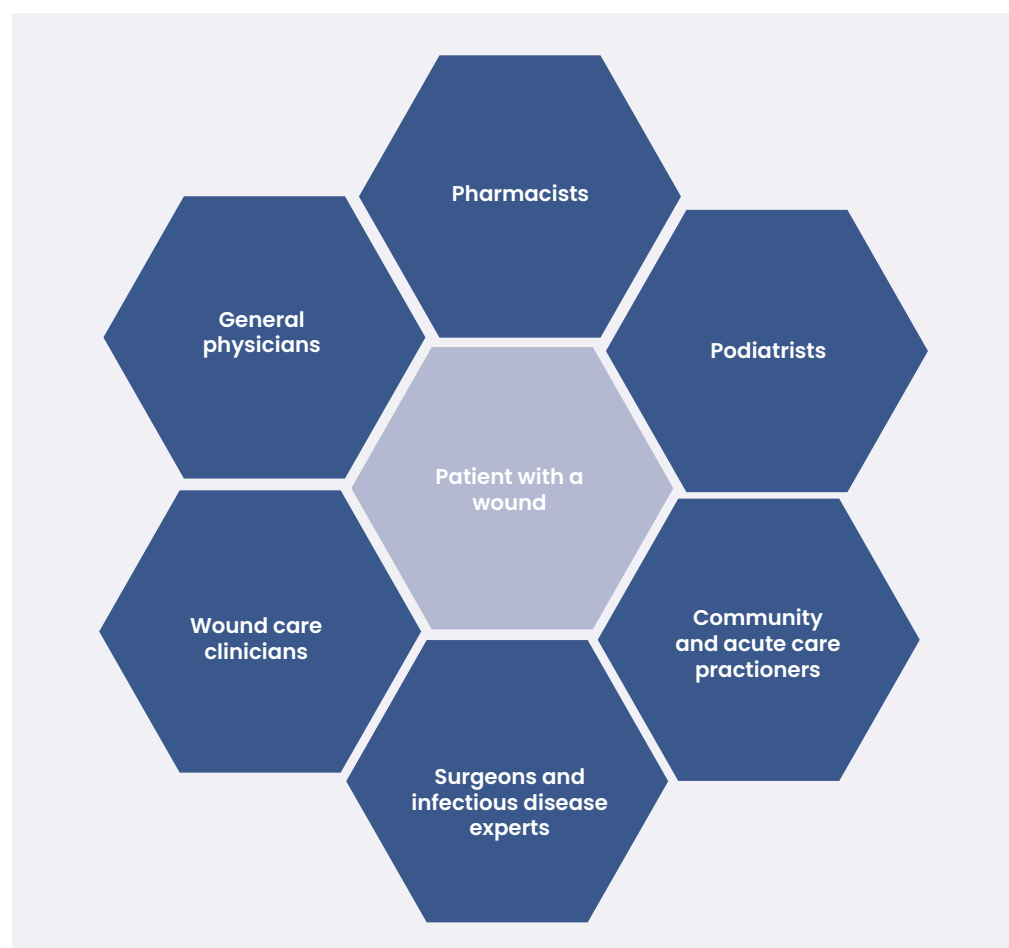 Pharmacists
General
physicians
Podiatrists
Patient with a
wound
Wound care
clinicians
Community
and acute care
practioners
Surgeons and
infectious disease
experts